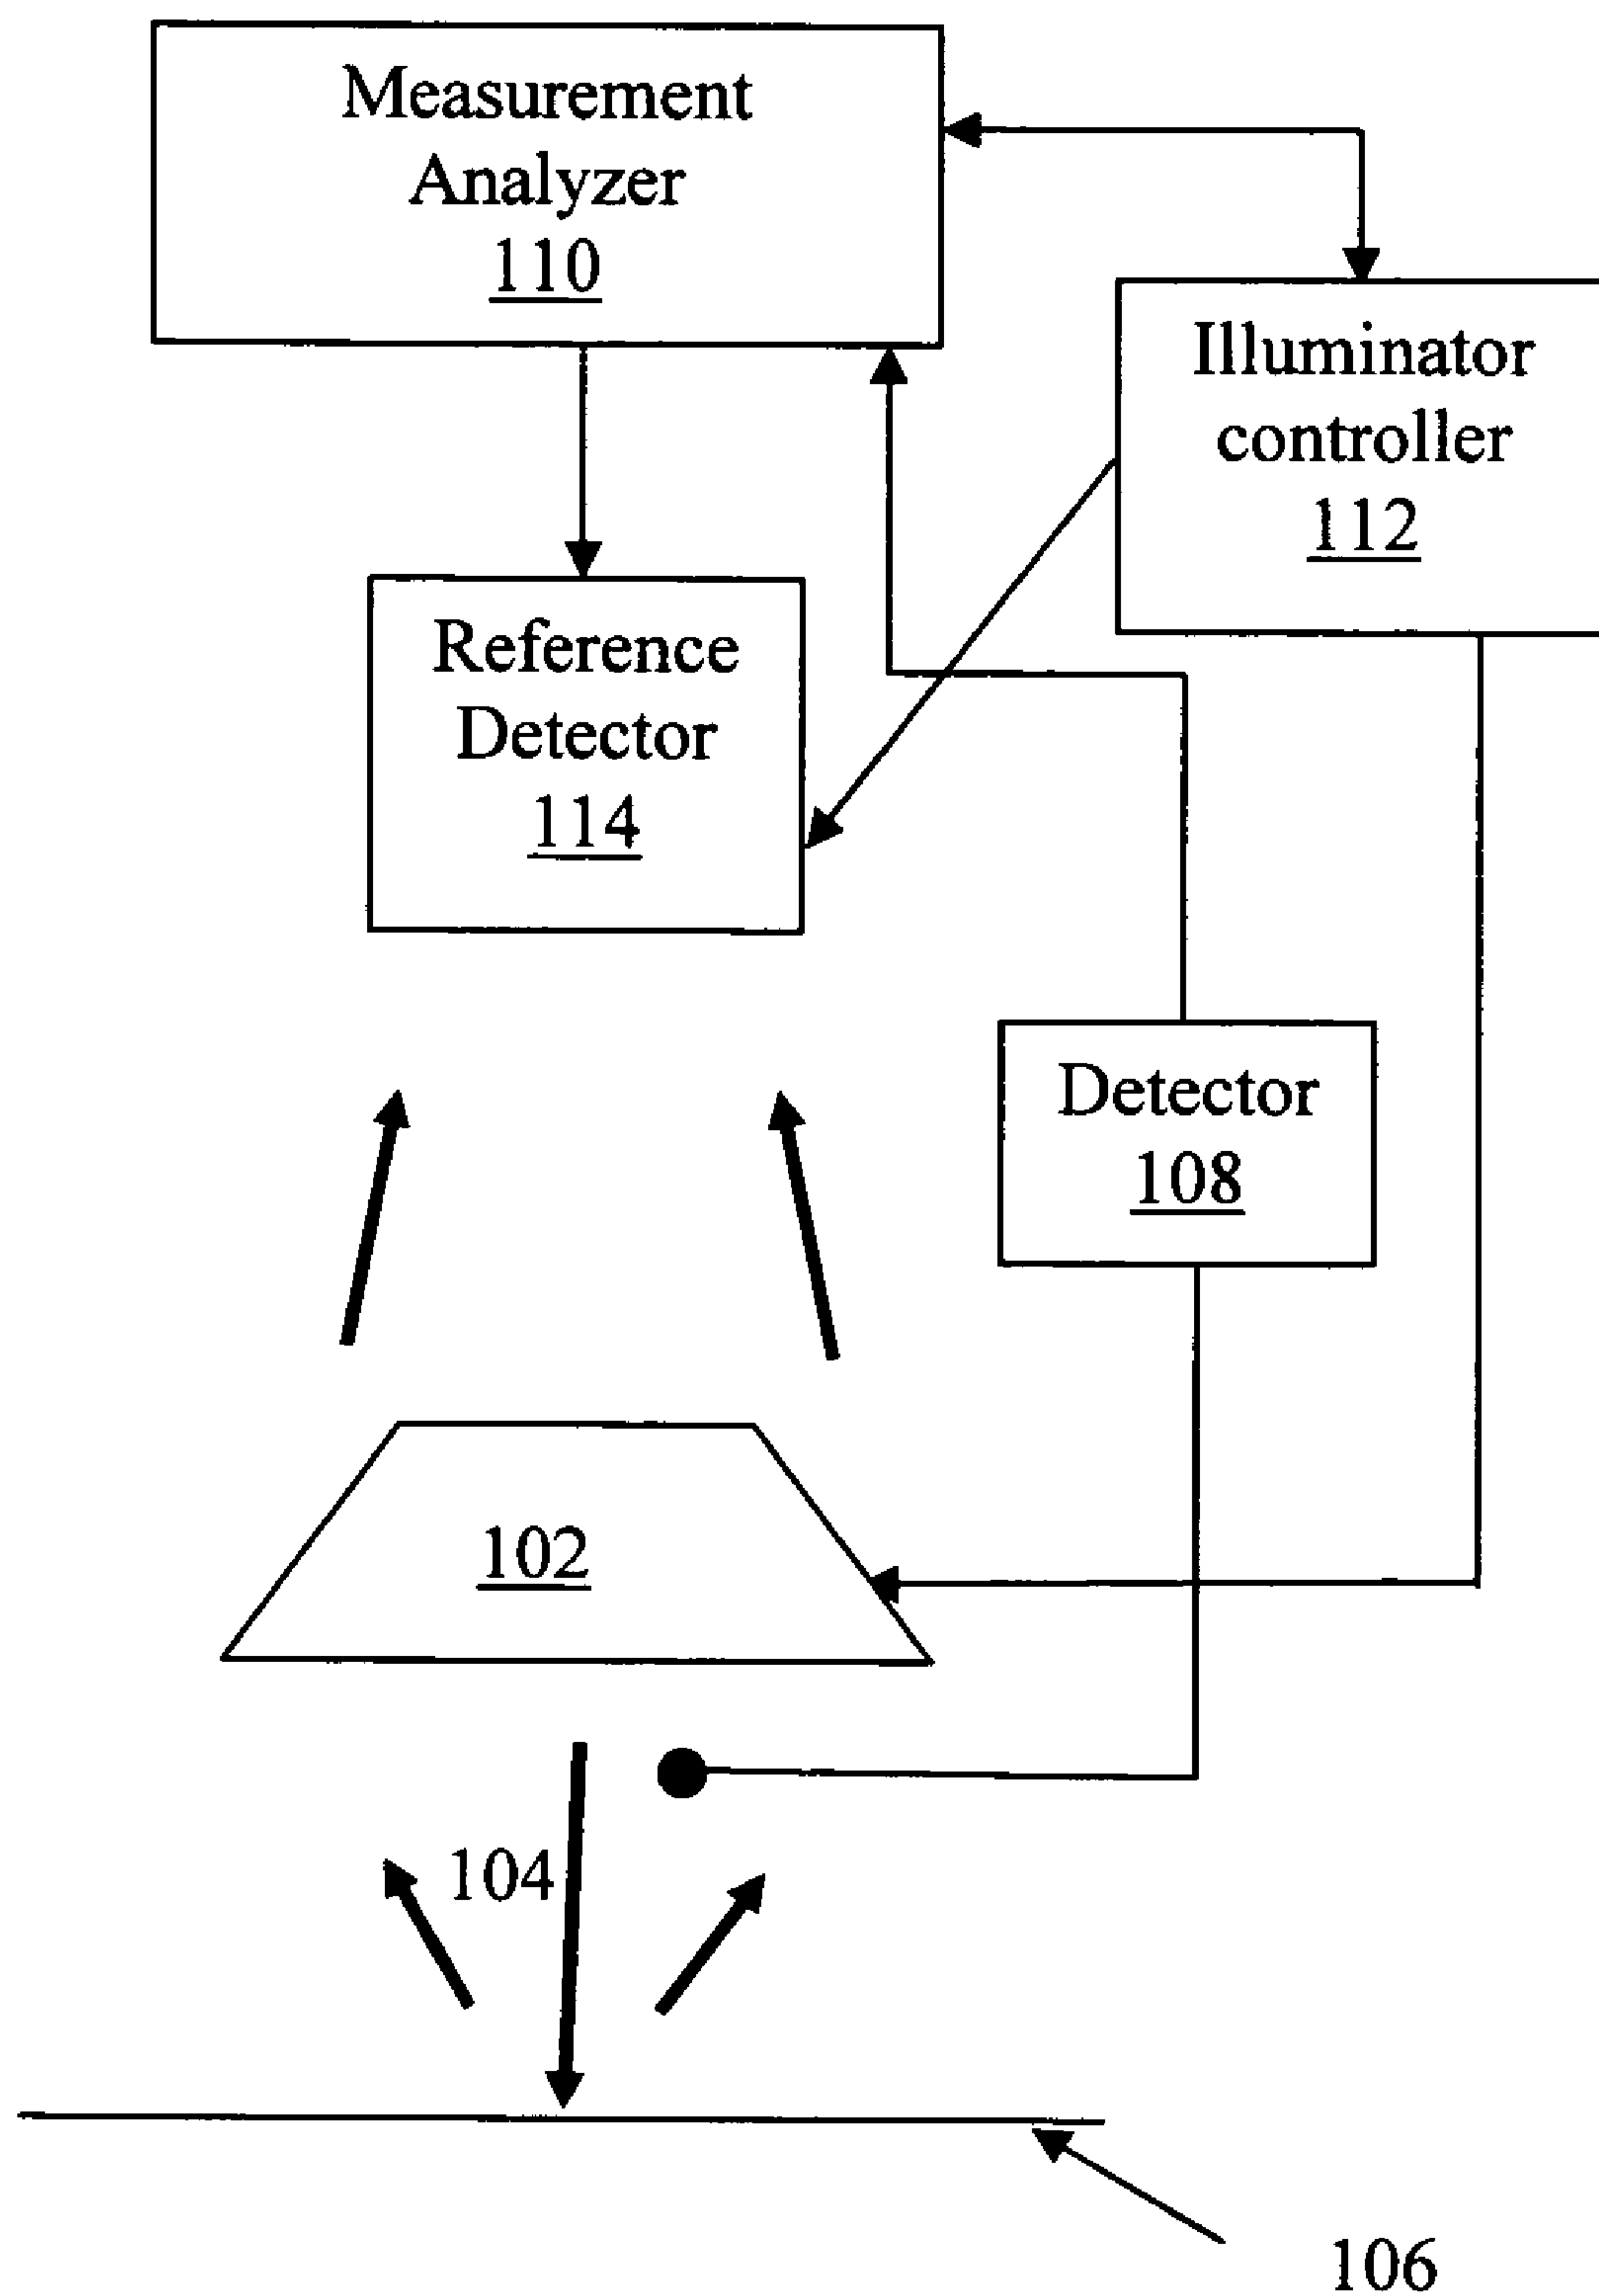 Measurement
Analyzer
110
Illuminator
controller
112
Reference
Detector
114
Detector
108
102
104
106